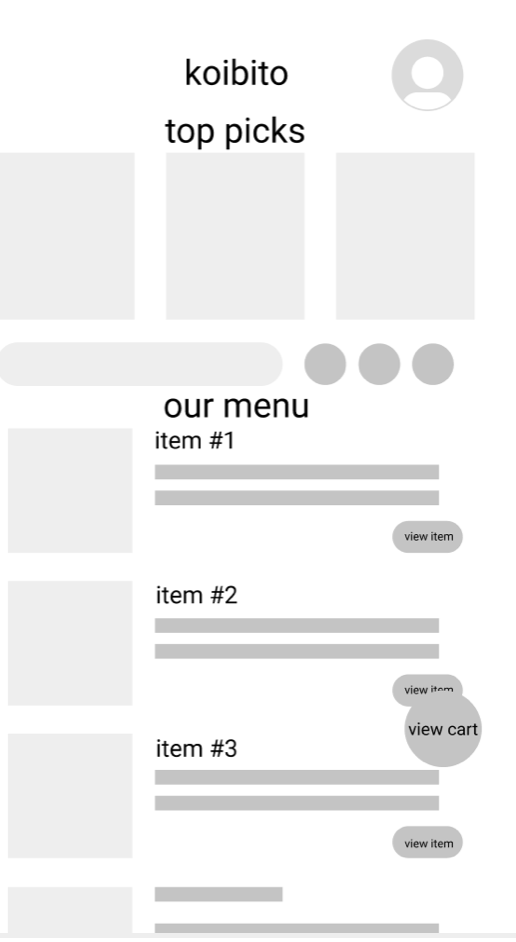 koibito
top picks
our menu
item #1
view item
item #2
view item
view cart
item #3
view item